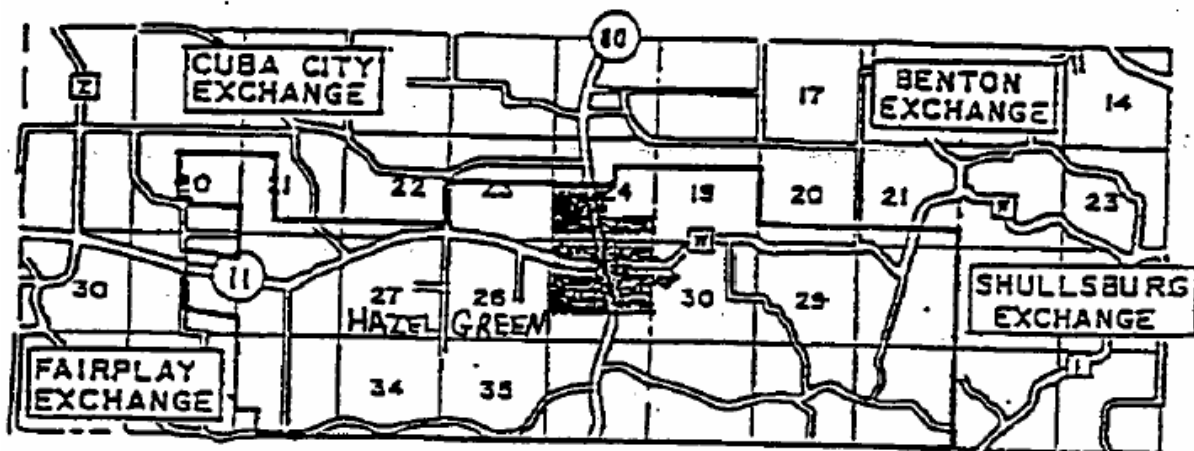 80
CUBA CITY
EXCHANGE
BENTON
EXCHANGE
17
14
20
21
22
23
24
19
20
21
23
W
W
11
30
27
26
30
29
SHULLSBURG
EXCHANGE
HAZEL GREEN
FAIRPLAY
EXCHANGE
34
35
I